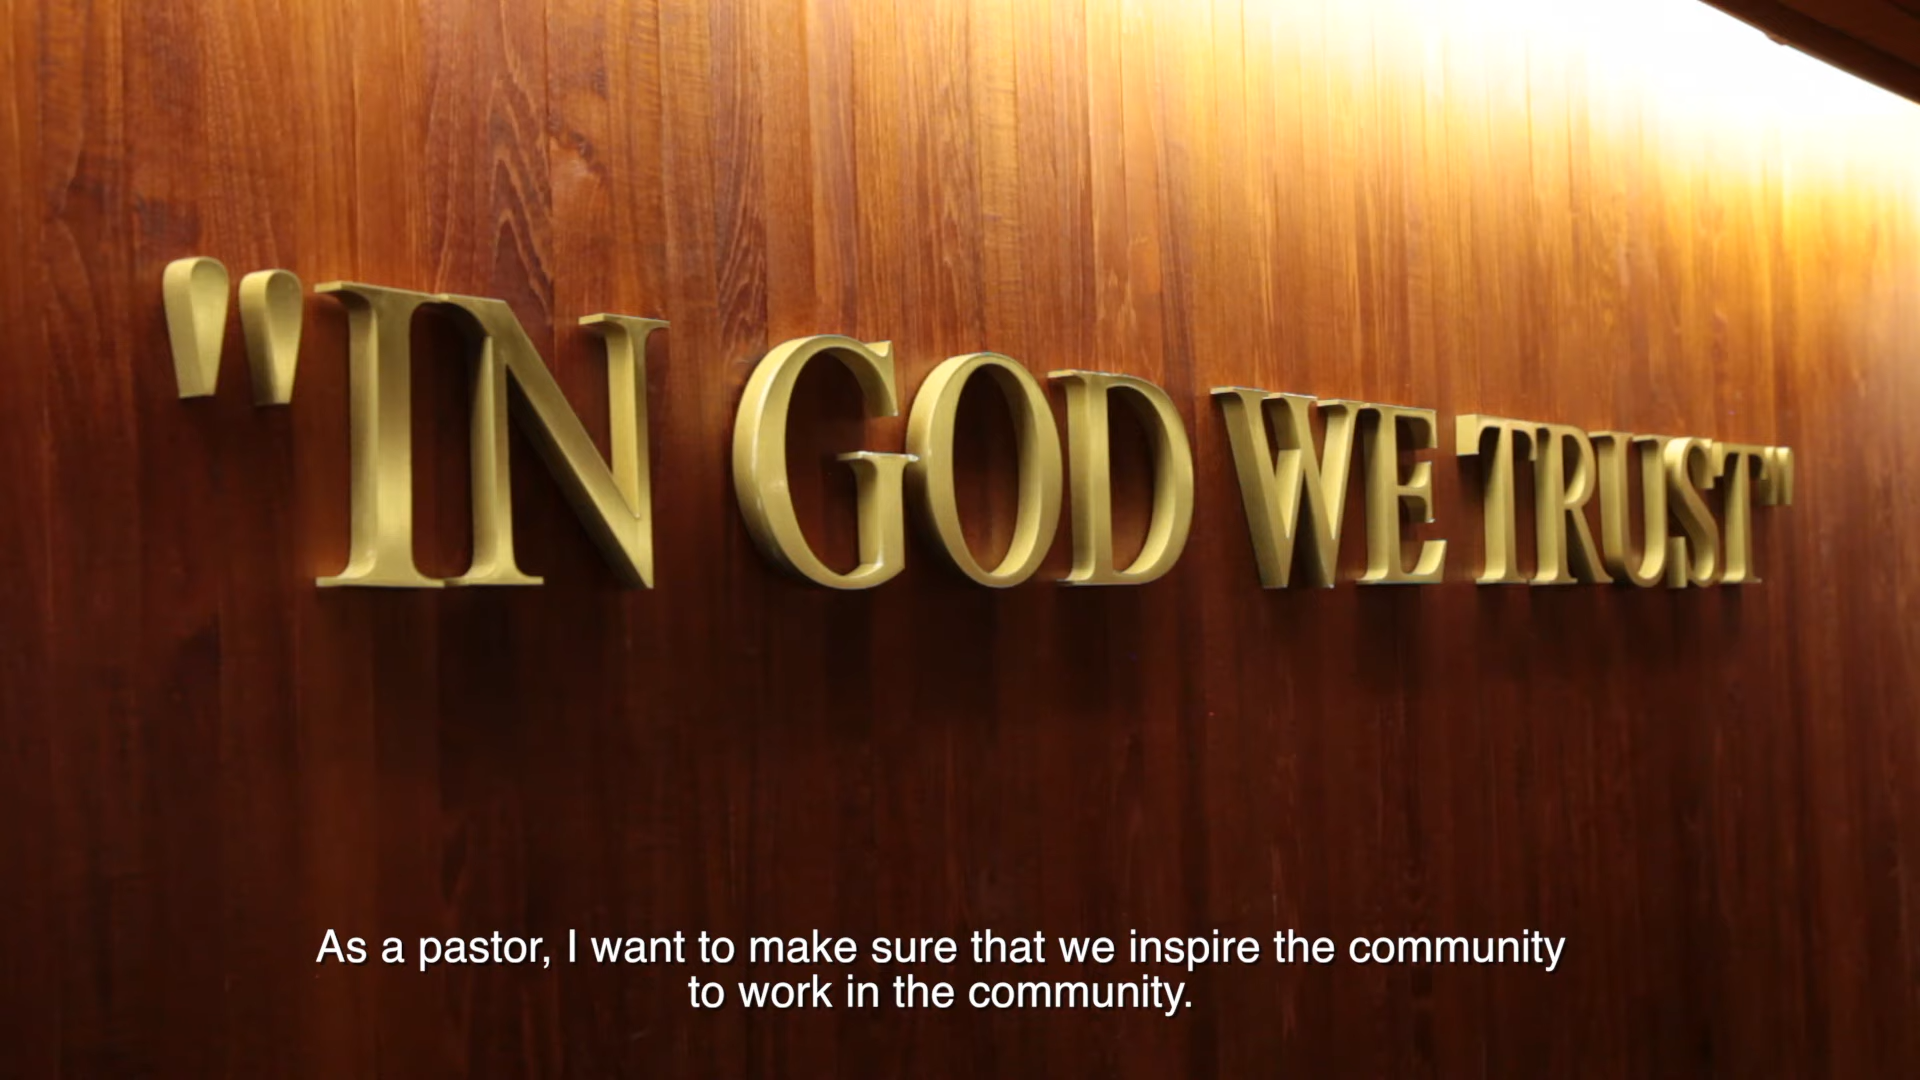 "IN GOD WE TRUST"
As a pastor, I want to make sure that we inspire the community
to work in the community.